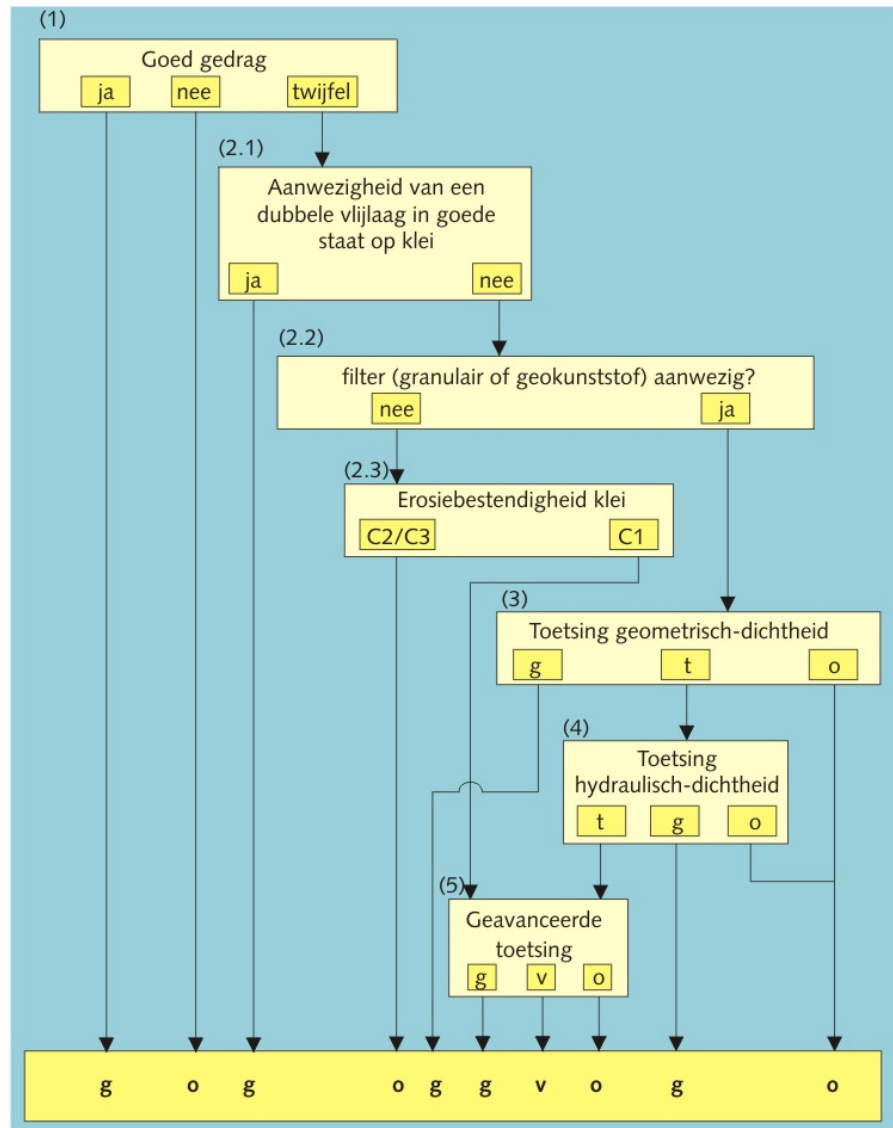 (1)
Goed gedrag
ja nee twijfel
(2.1)
Aanwezigheid van een
dubbele vlijlaag in goede
staat op klei
ja nee
(2.2)
filter (granulair of geokunststof) aanwezig?
nee ja
(2.3)
Erosiebestendigheid klei
C2/C3 C1
(3)
Toetsing geometrisch-dichtheid
g t o
(4)
Toetsing
hydraulisch-dichtheid
t g o
(5)
Geavanceerde
toetsing
g v o
g o g o g g v o g o